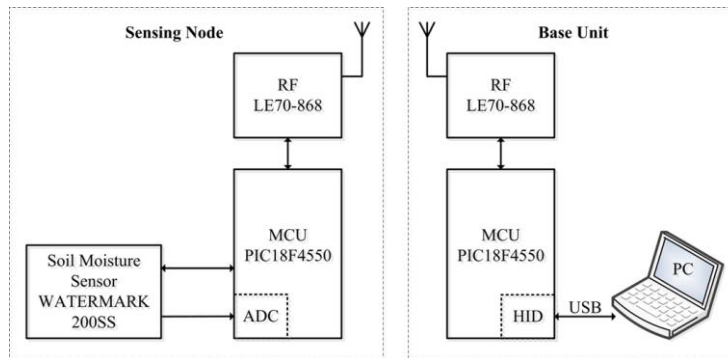 Sensing Node
RF
LE70-868
MCU
PIC18F4550
Soil Moisture
Sensor
WATERMARK
200SS
ADC
Base Unit
RF
LE70-868
MCU
PIC18F4550
HID
USB
PC